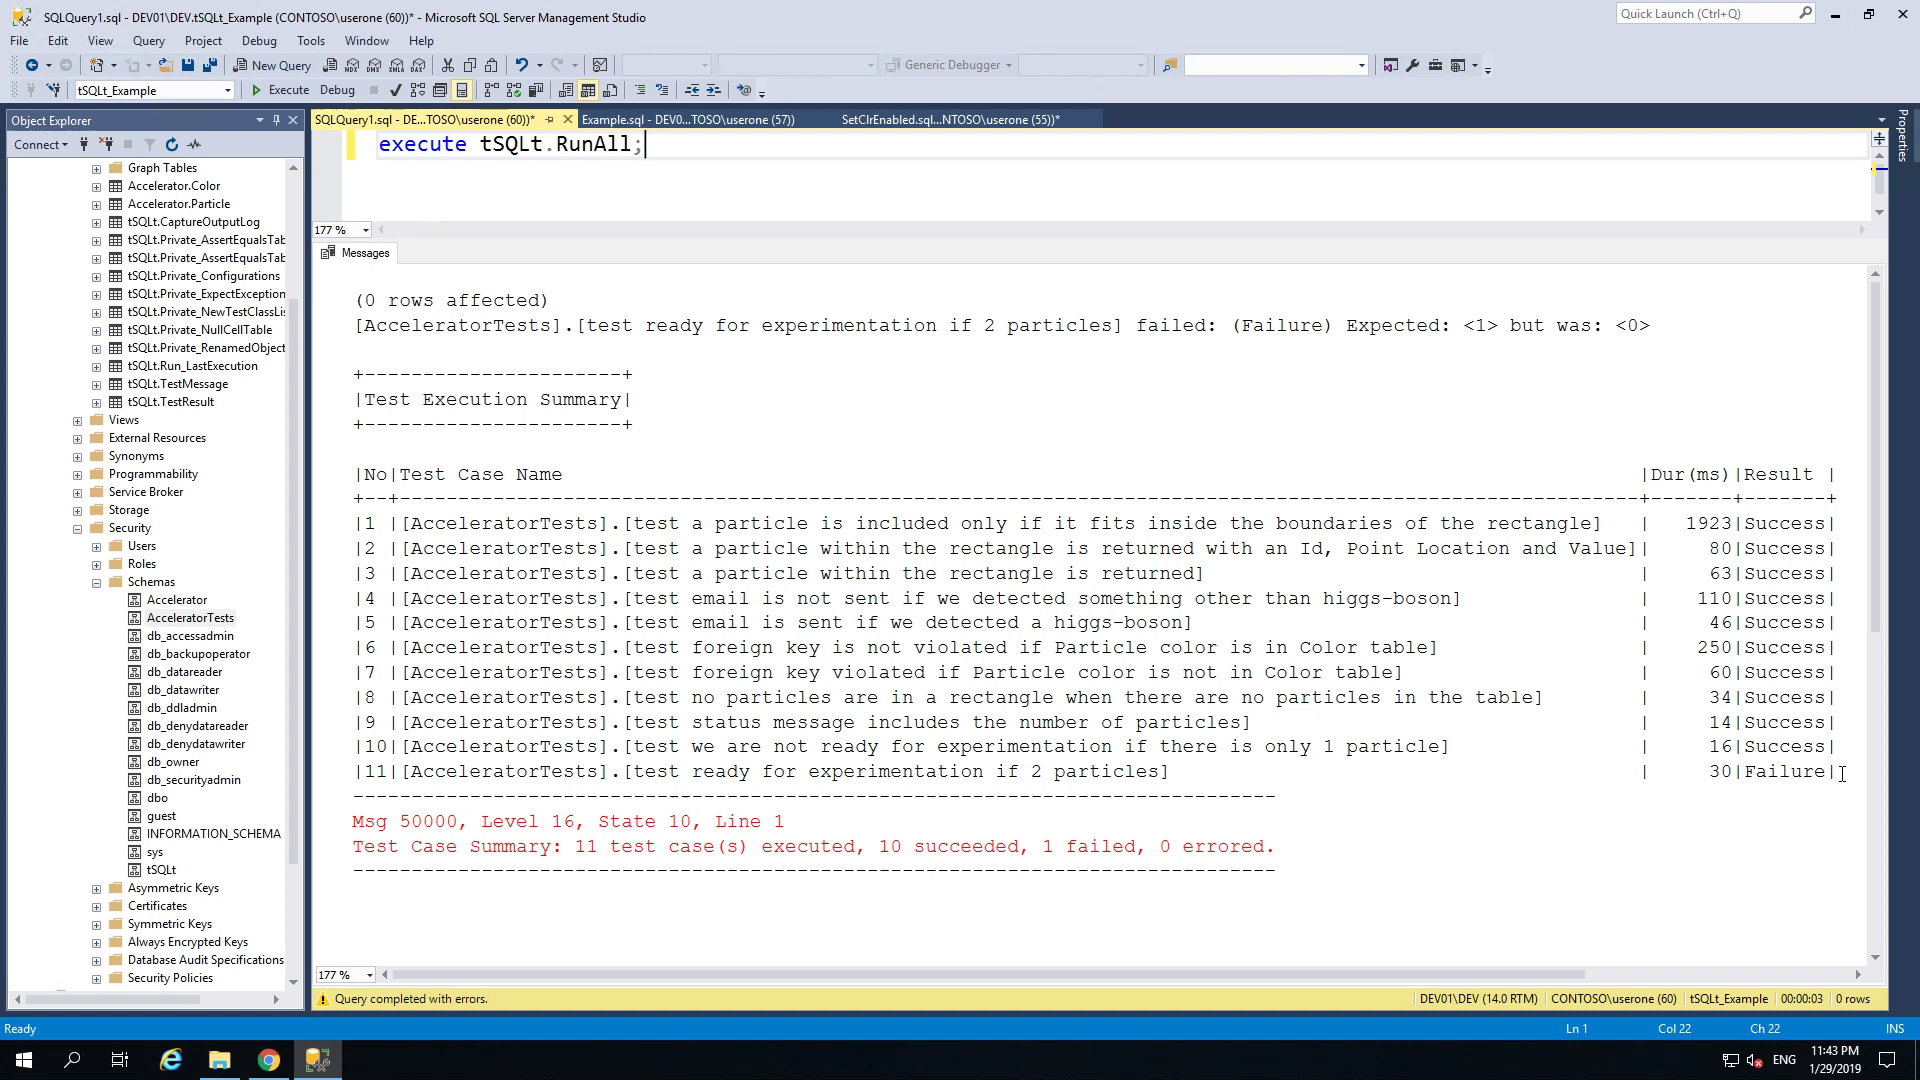 SQLQuery1.sql - DEV01\DEV.tSQLt_Example (CONTOSO\userone (60))* - Microsoft SQL Server Management Studio
Quick Launch (Ctrl+Q)
File Edit View Query Project Debug Tools Window Help
New Query
Generic Debugger
tSQLt_Example
Execute Debug
Object Explorer
SQLQuery1.sql - DE...TOSO\userone (60))*
Example.sql - DEV0...TOSO\userone (57))
SetClrEnabled.sql...NTOSO\userone (55))*
Properties
Connect
execute tSQLt.RunAll;
177 %
Messages
Graph Tables
Accelerator.Color
Accelerator.Particle
tSQLt.CaptureOutputLog
tSQLt.Private_AssertEqualsTab
tSQLt.Private_AssertEqualsTab
tSQLt.Private_Configurations
tSQLt.Private_ExpectException
tSQLt.Private_NewTestClassLis
tSQLt.Private_NullCellTable
tSQLt.Private_RenamedObject
tSQLt.Run_LastExecution
tSQLt.TestMessage
tSQLt.TestResult
Views
External Resources
Synonyms
Programmability
Service Broker
Storage
Security
Users
Roles
Schemas
Accelerator
AcceleratorTests
db_accessadmin
db_backupoperator
db_datareader
db_datawriter
db_ddladmin
db_denydatareader
db_denydatawriter
db_owner
db_securityadmin
dbo
guest
INFORMATION_SCHEMA
sys
tSQLt
Asymmetric Keys
Certificates
Symmetric Keys
Always Encrypted Keys
Database Audit Specifications
Security Policies
(0 rows affected)
[AcceleratorTests].[test ready for experimentation if 2 particles] failed: (Failure) Expected: <1> but was: <0>
+----------------------+
|Test Execution Summary|
+----------------------+
|No|Test Case Name |Dur(ms)|Result |
|1 |[AcceleratorTests].[test a particle is included only if it fits inside the boundaries of the rectangle] | 1923|Success|
|2 |[AcceleratorTests].[test a particle within the rectangle is returned with an Id, Point Location and Value]| 80|Success|
|3 |[AcceleratorTests].[test a particle within the rectangle is returned] | 63|Success|
|4 |[AcceleratorTests].[test email is not sent if we detected something other than higgs-boson] | 110|Success|
|5 |[AcceleratorTests].[test email is sent if we detected a higgs-boson] | 46|Success|
|6 |[AcceleratorTests].[test foreign key is not violated if Particle color is in Color table] | 250|Success|
|7 |[AcceleratorTests].[test foreign key violated if Particle color is not in Color table] | 60|Success|
|8 |[AcceleratorTests].[test no particles are in a rectangle when there are no particles in the table] | 34|Success|
|9 |[AcceleratorTests].[test status message includes the number of particles] | 14|Success|
|10|[AcceleratorTests].[test we are not ready for experimentation if there is only 1 particle] | 16|Success|
|11|[AcceleratorTests].[test ready for experimentation if 2 particles] | 30|Failure|
Msg 50000, Level 16, State 10, Line 1
Test Case Summary: 11 test case(s) executed, 10 succeeded, 1 failed, 0 errored.
177 %
Query completed with errors.
DEV01\DEV (14.0 RTM) CONTOSO\userone (60) tSQLt_Example 00:00:03 0 rows
Ready
Ln 1 Col 22 Ch 22 INS
ENG
11:43 PM
1/29/2019